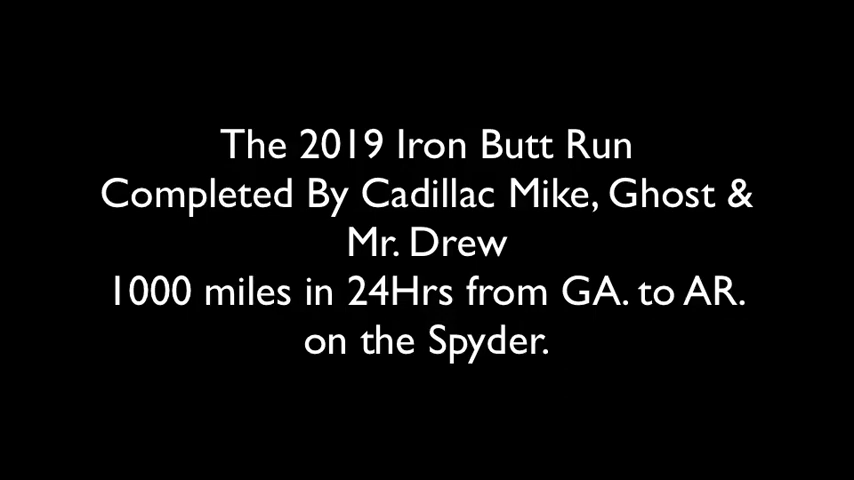 The 2019 Iron Butt Run
Completed By Cadillac Mike, Ghost &
Mr. Drew
1000 miles in 24Hrs from GA. to AR.
on the Spyder.